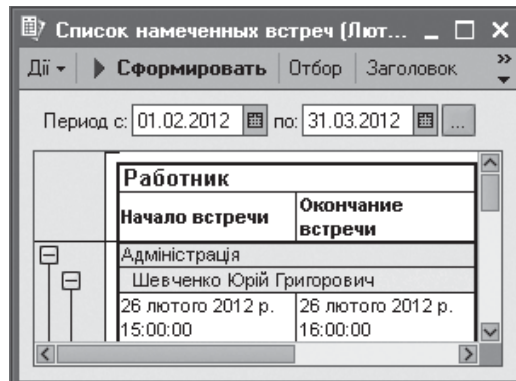 Список намеченных встреч (Лют...
Дії Сформировать Отбор Заголовок »
Период с: 01.02.2012 по: 31.03.2012 ...
Работник
Начало встречи Окончание встречи
Адміністрація
Шевченко Юрій Григорович
26 лютого 2012 р. 26 лютого 2012 р.
15:00:00 16:00:00